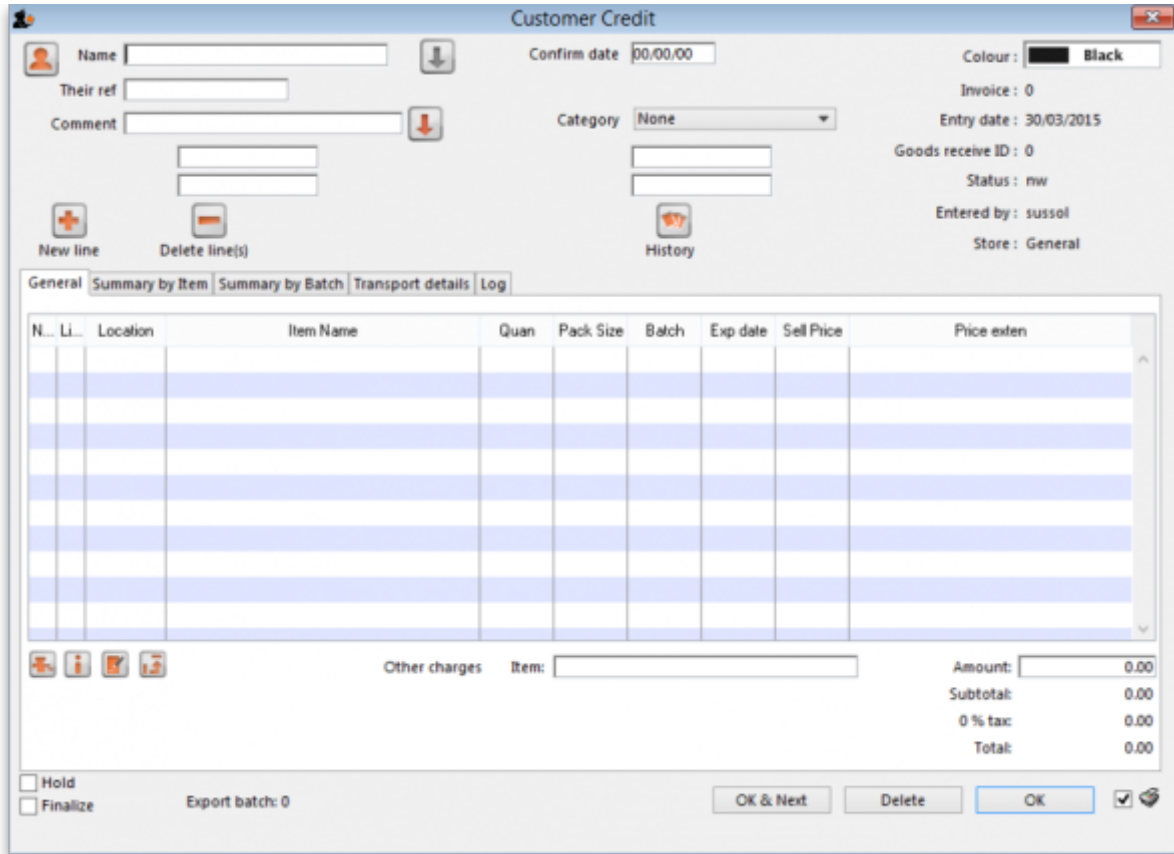 Customer Credit
Name
Confirm date 00/00/00
Colour: Black
Their ref
Invoice: 0
Comment
Category None
Entry date: 30/03/2015
Goods receive ID: 0
Status: nw
Entered by: sussol
Store: General
New line
Delete line(s)
History
General Summary by Item Summary by Batch Transport details Log
N... Li... Location Item Name Quan Pack Size Batch Exp date Sell Price Price exten
Other charges Item: Amount: 0.00
Subtotal: 0.00
0 % tax: 0.00
Total: 0.00
Hold
Finalize
Export batch: 0
OK & Next
Delete
OK